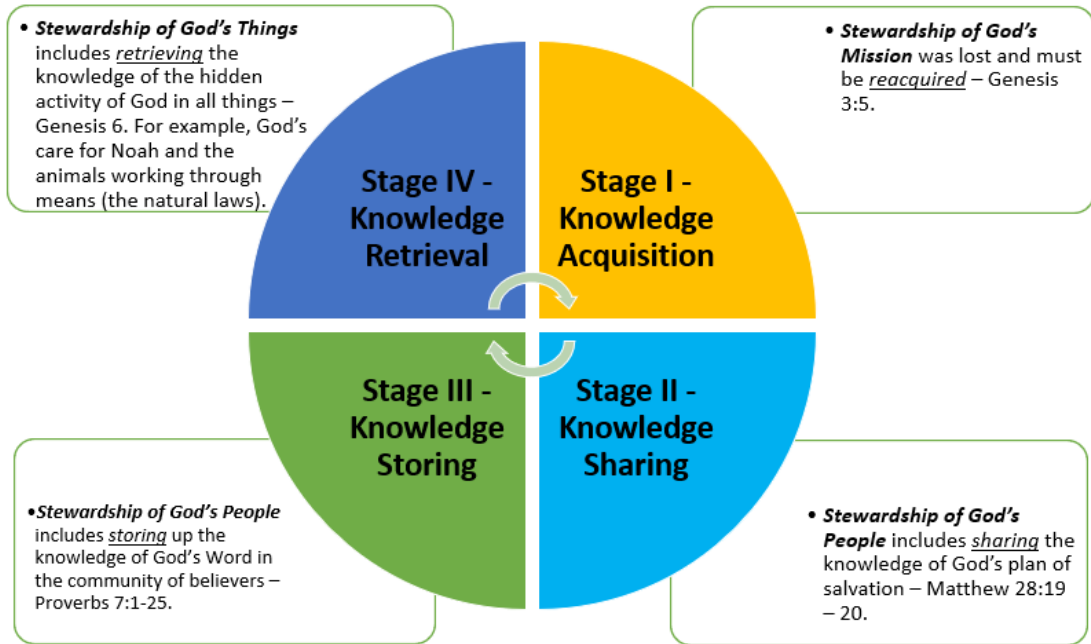 • Stewardship of God’s Things
includes retrieving the
knowledge of the hidden
activity of God in all things –
Genesis 6. For example, God’s
care for Noah and the
animals working through
means (the natural laws).
• Stewardship of God’s
Mission was lost and must
be reacquired – Genesis
3:5.
Stage IV -
Knowledge
Retrieval
Stage I -
Knowledge
Acquisition
Stage III -
Knowledge
Storing
Stage II -
Knowledge
Sharing
•Stewardship of God’s People
includes storing up the
knowledge of God’s Word in
the community of believers –
Proverbs 7:1-25.
• Stewardship of God’s
People includes sharing the
knowledge of God’s plan of
salvation – Matthew 28:19
– 20.